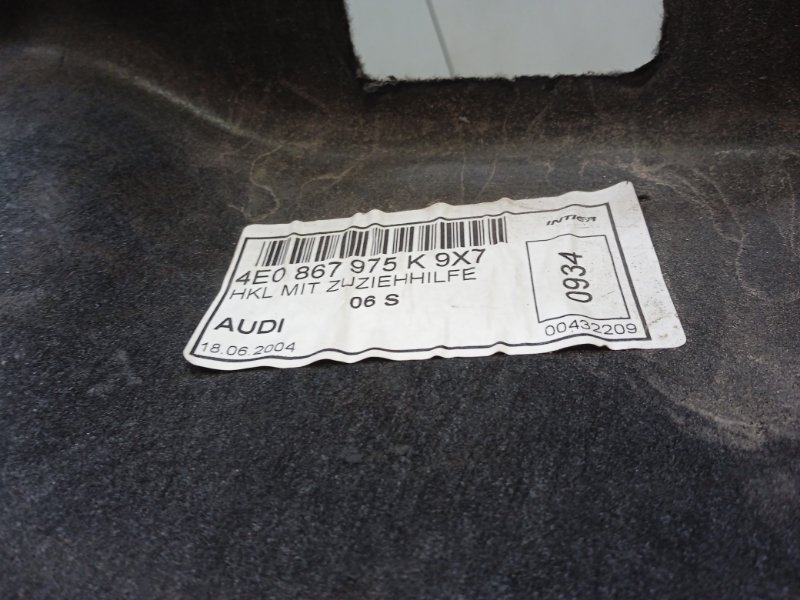 INTIER
4E0 867 975 K 9X7
HKL MIT ZUZIEHHILFE
06 S
0934
AUDI
00432209
18.06.2004